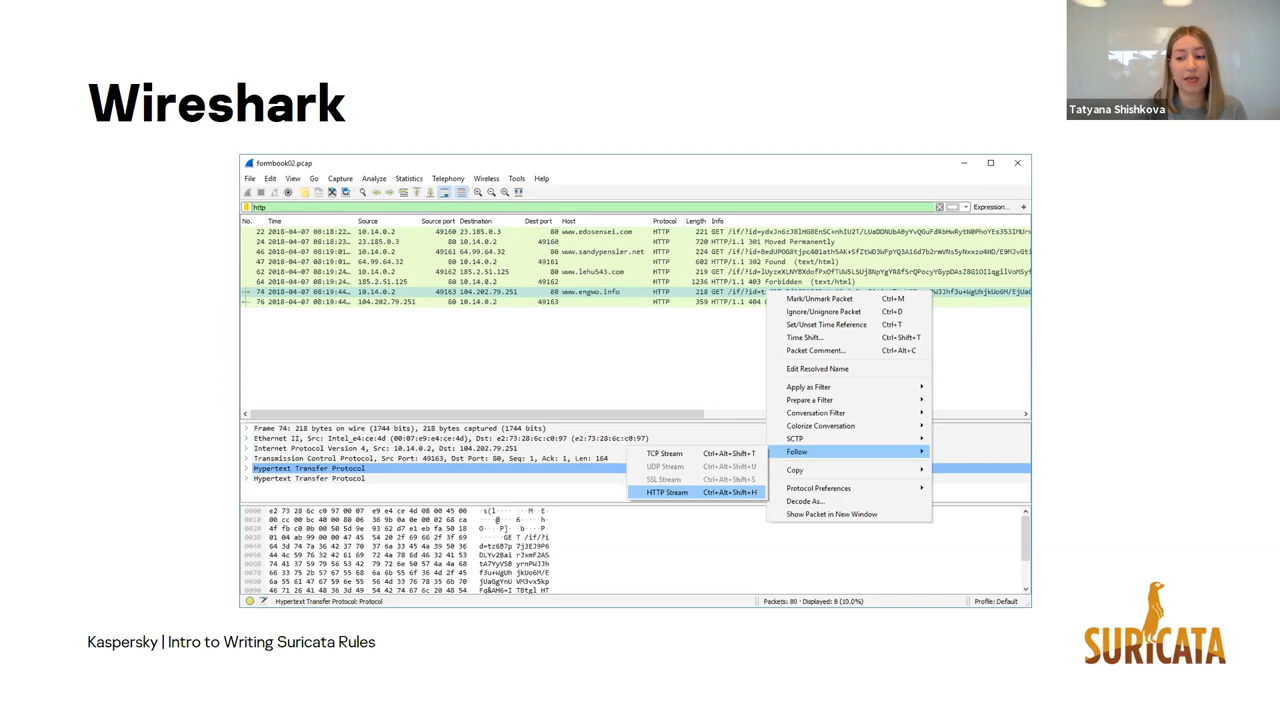 Tatyana Shishkova
Wireshark
formbook02.pcap
File Edit View Go Capture Analyze Statistics Telephony Wireless Tools Help
http
Expression... +
No. Time Source Source port Destination Dest port Host Protocol Length Info
22 2018-04-07 08:18:22… 10.14.0.2 49160 23.185.0.3 80 www.edosensei.com HTTP 221 GET
24 2018-04-07 08:18:22… 23.185.0.3 80 10.14.0.2 49160 HTTP 720 HTTP/1.1 301 Moved Permanently
46 2018-04-07 08:19:01… 10.14.0.2 49161 64.99.64.32 80 www.sandypensler.net HTTP 224 GET
47 2018-04-07 08:19:01… 64.99.64.32 80 10.14.0.2 49161 HTTP 602 HTTP/1.1 302 Found (text/html)
62 2018-04-07 08:19:24… 10.14.0.2 49162 185.2.51.125 80 www.lehu543.com HTTP 219 GET
64 2018-04-07 08:19:24… 185.2.51.125 80 10.14.0.2 49162 HTTP 1236 HTTP/1.1 403 Forbidden (text/html)
74 2018-04-07 08:19:44… 10.14.0.2 49163 104.202.79.251 80 www.engwo.info HTTP 218 GET
76 2018-04-07 08:19:44… 104.202.79.251 80 10.14.0.2 49163 HTTP 359 HTTP/1.1 404
Mark/Unmark Packet Ctrl+M
Ignore/Unignore Packet Ctrl+D
Set/Unset Time Reference Ctrl+T
Time Shift... Ctrl+Shift+T
Packet Comment... Ctrl+Alt+C
Edit Resolved Name
Apply as Filter
Prepare a Filter
Conversation Filter
Colorize Conversation
SCTP
Follow
Copy
Protocol Preferences
Decode As...
Show Packet in New Window
TCP Stream Ctrl+Alt+Shift+T
UDP Stream Ctrl+Alt+Shift+U
SSL Stream Ctrl+Alt+Shift+S
HTTP Stream Ctrl+Alt+Shift+H
Frame 74: 218 bytes on wire (1744 bits), 218 bytes captured (1744 bits)
Ethernet II, Src: Intel_e4:ce:4d (00:07:e9:e4:ce:4d), Dst: e2:73:28:6c:c0:97 (e2:73:28:6c:c0:97)
Internet Protocol Version 4, Src: 10.14.0.2, Dst: 104.202.79.251
Transmission Control Protocol, Src Port: 49163, Dst Port: 80, Seq: 1, Ack: 1, Len: 164
Hypertext Transfer Protocol
Hypertext Transfer Protocol
Hypertext Transfer Protocol: Protocol
Packets: 80 · Displayed: 8 (10.0%)
Profile: Default
Kaspersky | Intro to Writing Suricata Rules
SURICATA